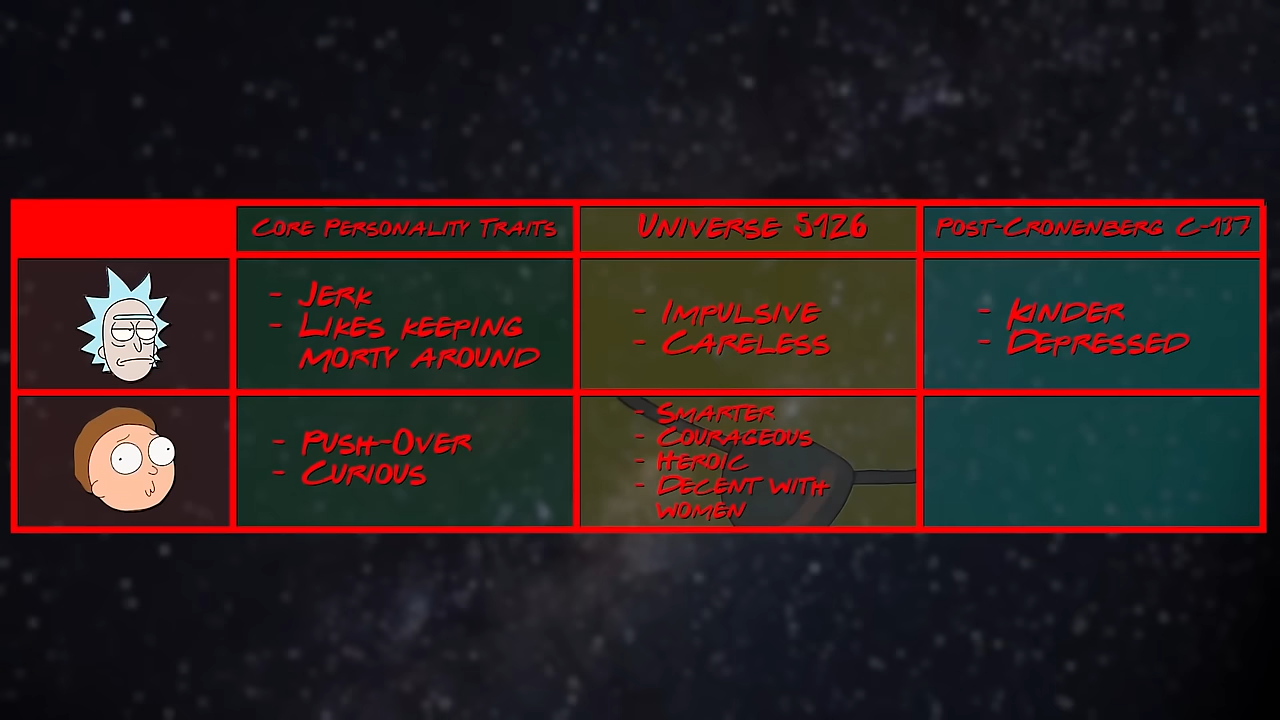 Core Personality Traits
Universe S126
Post-Cronenberg C-137
- Jerk
- Likes keeping
morty around
- Impulsive
- Careless
- Kinder
- Depressed
- Push-Over
- Curious
- Smarter
- Courageous
- Heroic
- Decent with
women